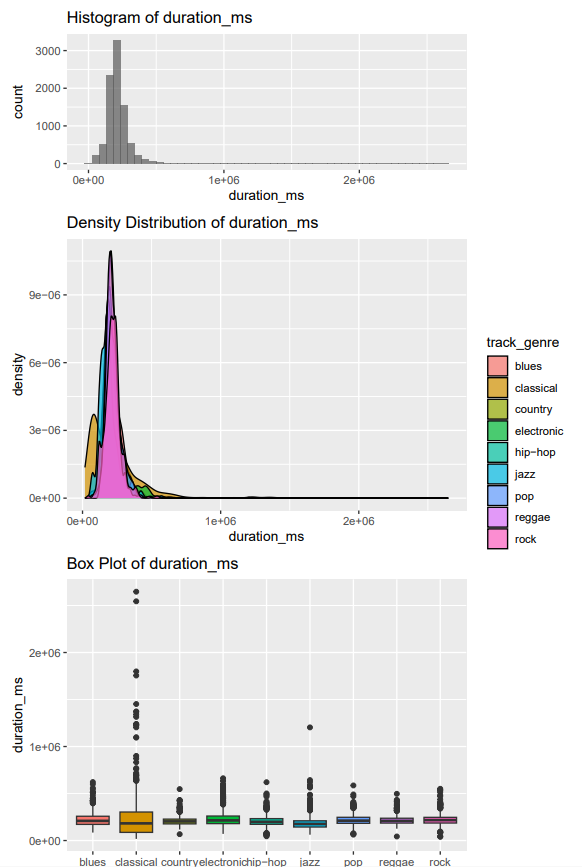 Histogram of duration_ms
count
3000
2000
1000
0
0e+00
1e+06
2e+06
duration_ms
Density Distribution of duration_ms
density
9e−06
6e−06
3e−06
0e+00
0e+00
1e+06
2e+06
duration_ms
track_genre
blues
classical
country
electronic
hip−hop
jazz
pop
reggae
rock
Box Plot of duration_ms
duration_ms
2e+06
1e+06
0e+00
blues
classical
country
electronic
hip−hop
jazz
pop
reggae
rock